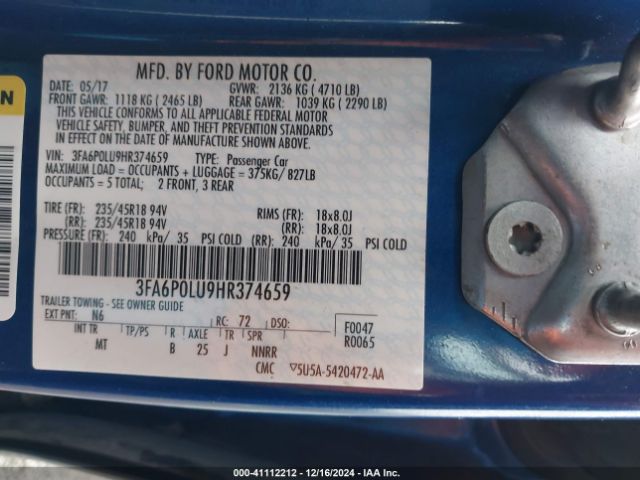 MFD. BY FORD MOTOR CO.
DATE: 05/17 GVWR: 2136 KG ( 4710 LB)
FRONT GAWR: 1118 KG ( 2465 LB) REAR GAWR: 1039 KG ( 2290 LB)
THIS VEHICLE CONFORMS TO ALL APPLICABLE FEDERAL MOTOR
VEHICLE SAFETY, BUMPER, AND THEFT PREVENTION STANDARDS
IN EFFECT ON THE DATE OF MANUFACTURE SHOWN ABOVE.
VIN: 3FA6P0LU9HR374659 TYPE: Passenger Car
MAXIMUM LOAD = OCCUPANTS + LUGGAGE = 375KG/ 827LB
OCCUPANTS = 5 TOTAL; 2 FRONT, 3 REAR
TIRE (FR): 235/45R18 94V RIMS (FR): 18x8.0J
(RR): 235/45R18 94V (RR): 18x8.0J
PRESSURE (FR): 240 kPa/ 35 PSI COLD (RR): 240 kPa/ 35 PSI COLD
3FA6P0LU9HR374659
TRAILER TOWING - SEE OWNER GUIDE
EXT PNT: N6 RC: 72 DSO: F0047
R0065
INT TR TP/PS R AXLE TR SPR
MT B 25 J NNRR
CMC ▽5U5A-5420472-AA
000-41112212 - 12/16/2024 - IAA Inc.